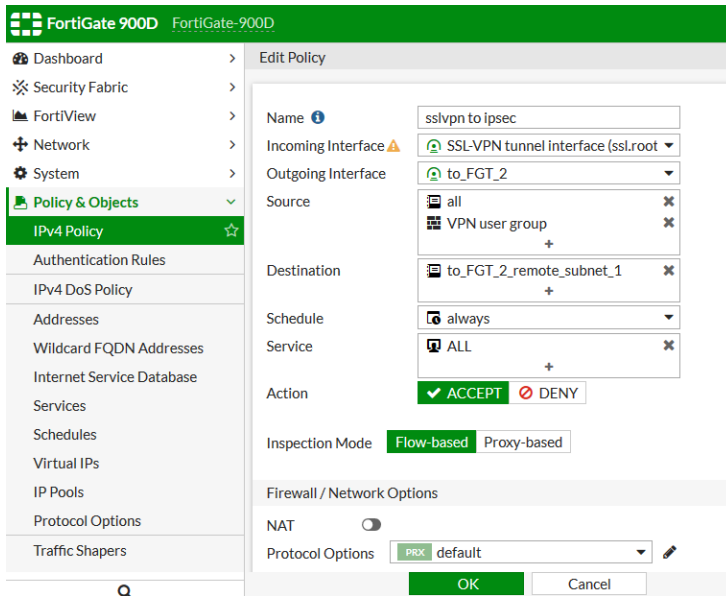 FortiGate 900D FortiGate-900D
Dashboard
Security Fabric
FortiView
Network
System
Policy & Objects
IPv4 Policy
Authentication Rules
IPv4 DoS Policy
Addresses
Wildcard FQDN Addresses
Internet Service Database
Services
Schedules
Virtual IPs
IP Pools
Protocol Options
Traffic Shapers
Edit Policy
Name sslvpn to ipsec
Incoming Interface SSL-VPN tunnel interface (ssl.root
Outgoing Interface to_FGT_2
Source all
VPN user group
Destination to_FGT_2_remote_subnet_1
Schedule always
Service ALL
Action ACCEPT DENY
Inspection Mode Flow-based Proxy-based
Firewall / Network Options
NAT
Protocol Options PRX default
OK Cancel